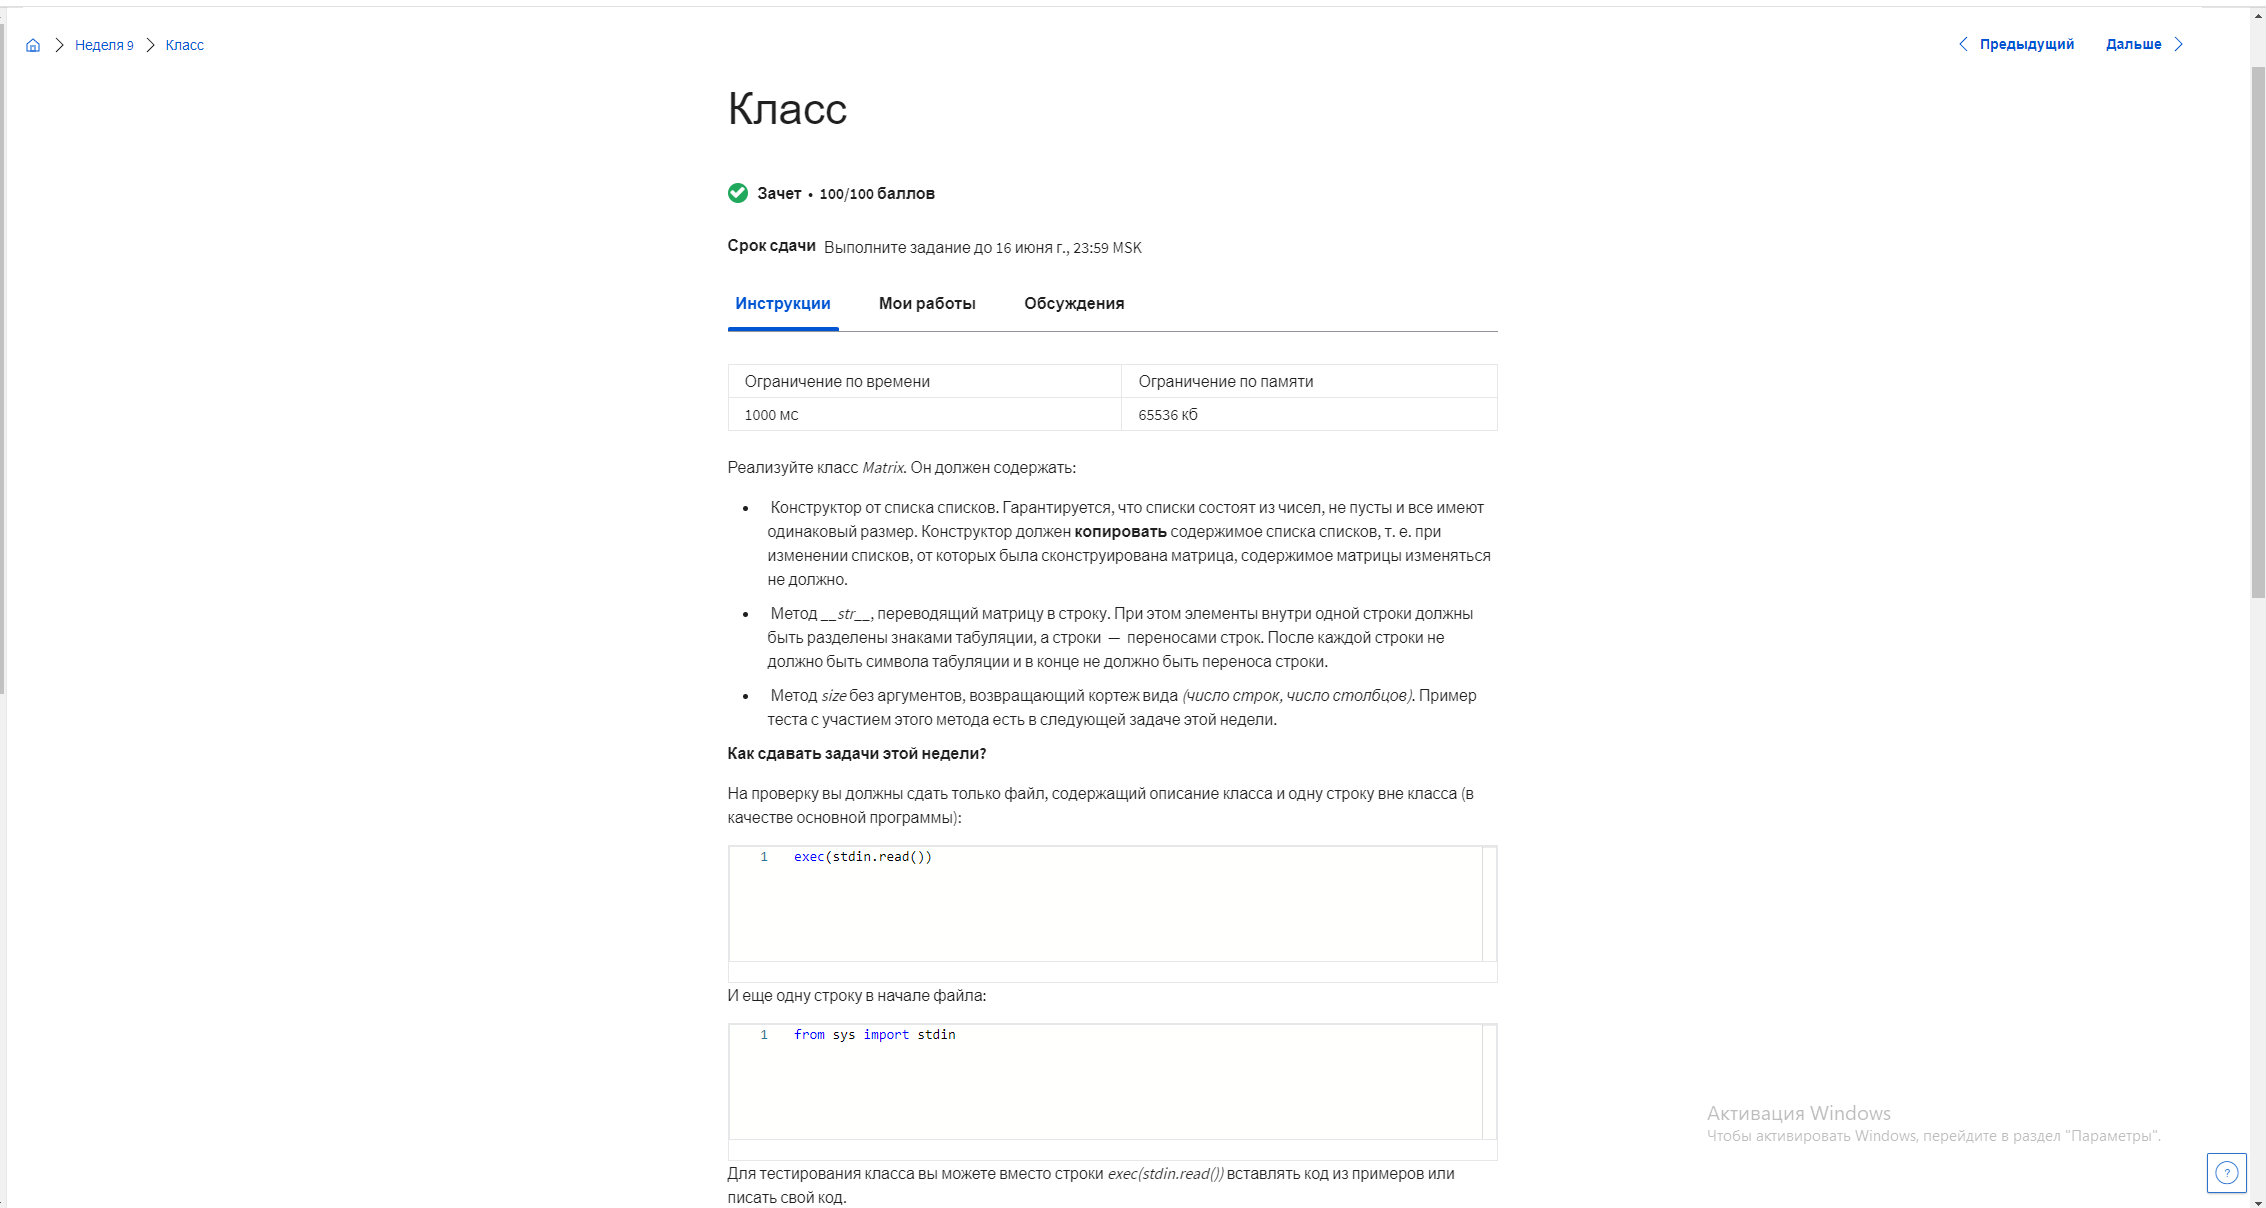 Неделя 9 Класс
Предыдущий Дальше
Класс
Зачет • 100/100 баллов
Срок сдачи Выполните задание до 16 июня г., 23:59 MSK
Инструкции Мои работы Обсуждения
Ограничение по времени Ограничение по памяти
1000 мс 65536 кб
Реализуйте класс Matrix. Он должен содержать:
• Конструктор от списка списков. Гарантируется, что списки состоят из чисел, не пусты и все имеют
одинаковый размер. Конструктор должен копировать содержимое списка списков, т. е. при
изменении списков, от которых была сконструирована матрица, содержимое матрицы изменяться
не должно.
• Метод __str__, переводящий матрицу в строку. При этом элементы внутри одной строки должны
быть разделены знаками табуляции, а строки — переносами строк. После каждой строки не
должно быть символа табуляции и в конце не должно быть переноса строки.
• Метод size без аргументов, возвращающий кортеж вида (число строк, число столбцов). Пример
теста с участием этого метода есть в следующей задаче этой недели.
Как сдавать задачи этой недели?
На проверку вы должны сдать только файл, содержащий описание класса и одну строку вне класса (в
качестве основной программы):
1 exec(stdin.read())
И еще одну строку в начале файла:
1 from sys import stdin
Для тестирования класса вы можете вместо строки exec(stdin.read()) вставлять код из примеров или
писать свой код.
Активация Windows
Чтобы активировать Windows, перейдите в раздел "Параметры".
?